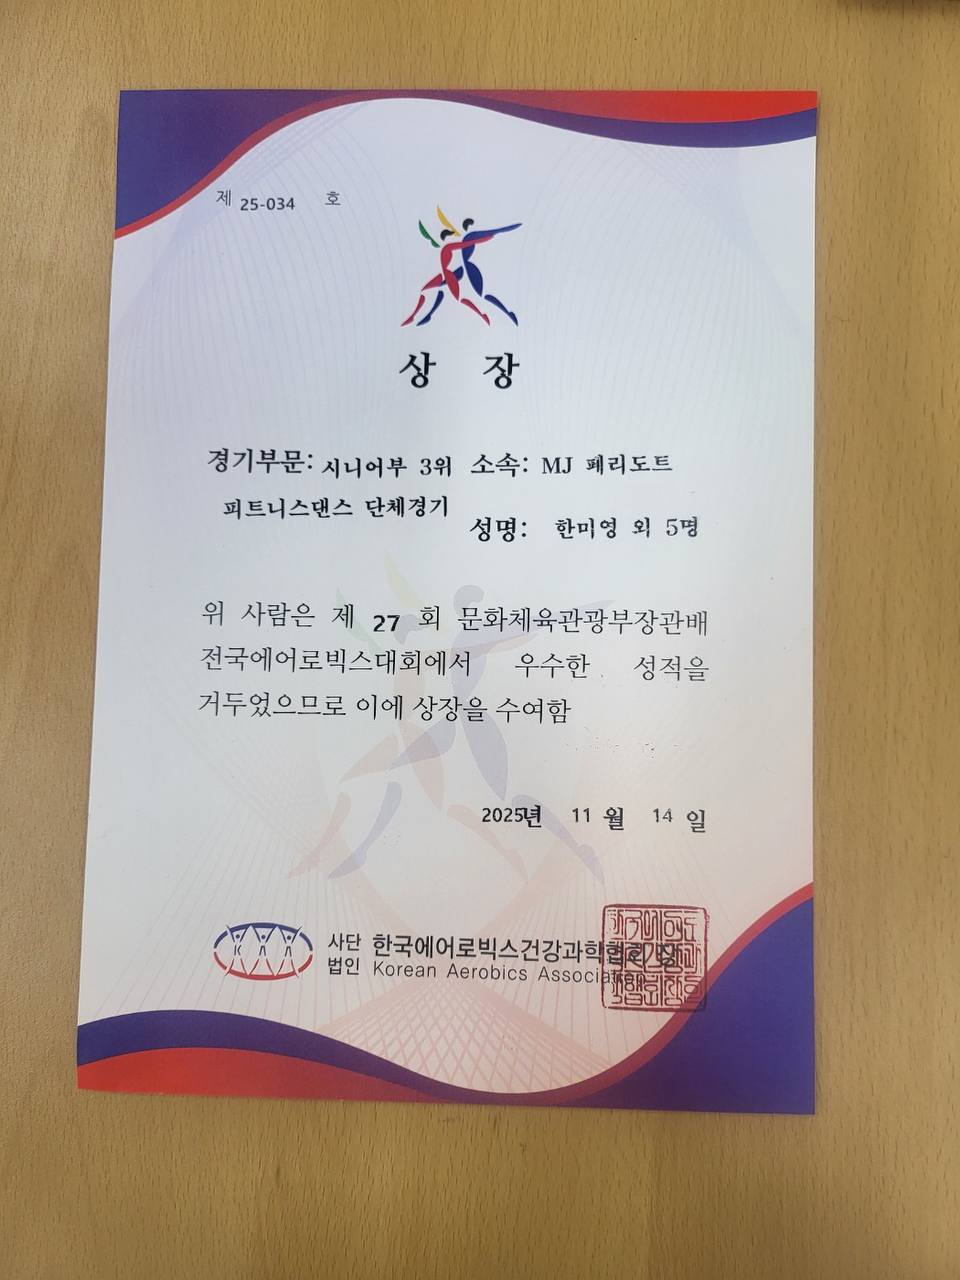 제 25-034 호
상 장
경기부문: 시니어부 3위 소속: MJ 페리도트
피트니스댄스 단체경기
성명: 한미영 외 5명
위 사람은 제 27 회 문화체육관광부장관배
전국에어로빅스대회에서 우수한 성적을
거두었으므로 이에 상장을 수여함
2025년 11 월 14 일
KAA
사단 한국에어로빅스건강과학협회장
법인 Korean Aerobics Association